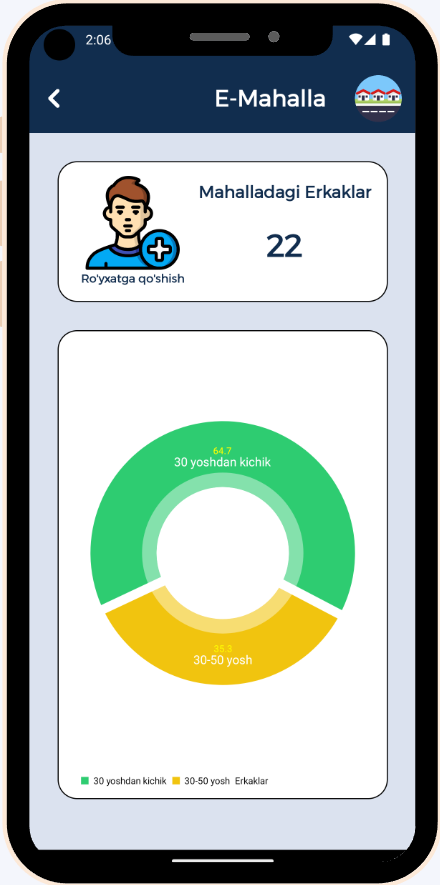 2:06
E-Mahalla
Mahalladagi Erkaklar
22
Ro'yxatga qo'shish
64.7
30 yoshdan kichik
35.3
30-50 yosh
30 yoshdan kichik 30-50 yosh Erkaklar